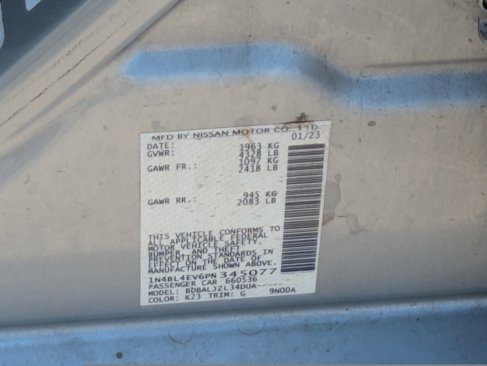 MFD BY NISSAN MOTOR CO., LTD
DATE: 01/23
GVWR: 1963 KG
4328 LB
GAWR FR.: 1097 KG
2418 LB
GAWR RR.: 945 KG
2083 LB
THIS VEHICLE CONFORMS TO
ALL APPLICABLE FEDERAL
MOTOR VEHICLE SAFETY,
BUMPER AND THEFT
PREVENTION STANDARDS IN
EFFECT ON THE DATE OF
MANUFACTURE SHOWN ABOVE.
1N4BL4EV6PN345077
PASSENGER CAR 660536
MODEL: BDBALJZL34DUA-----
COLOR: K23 TRIM: G 9N00A